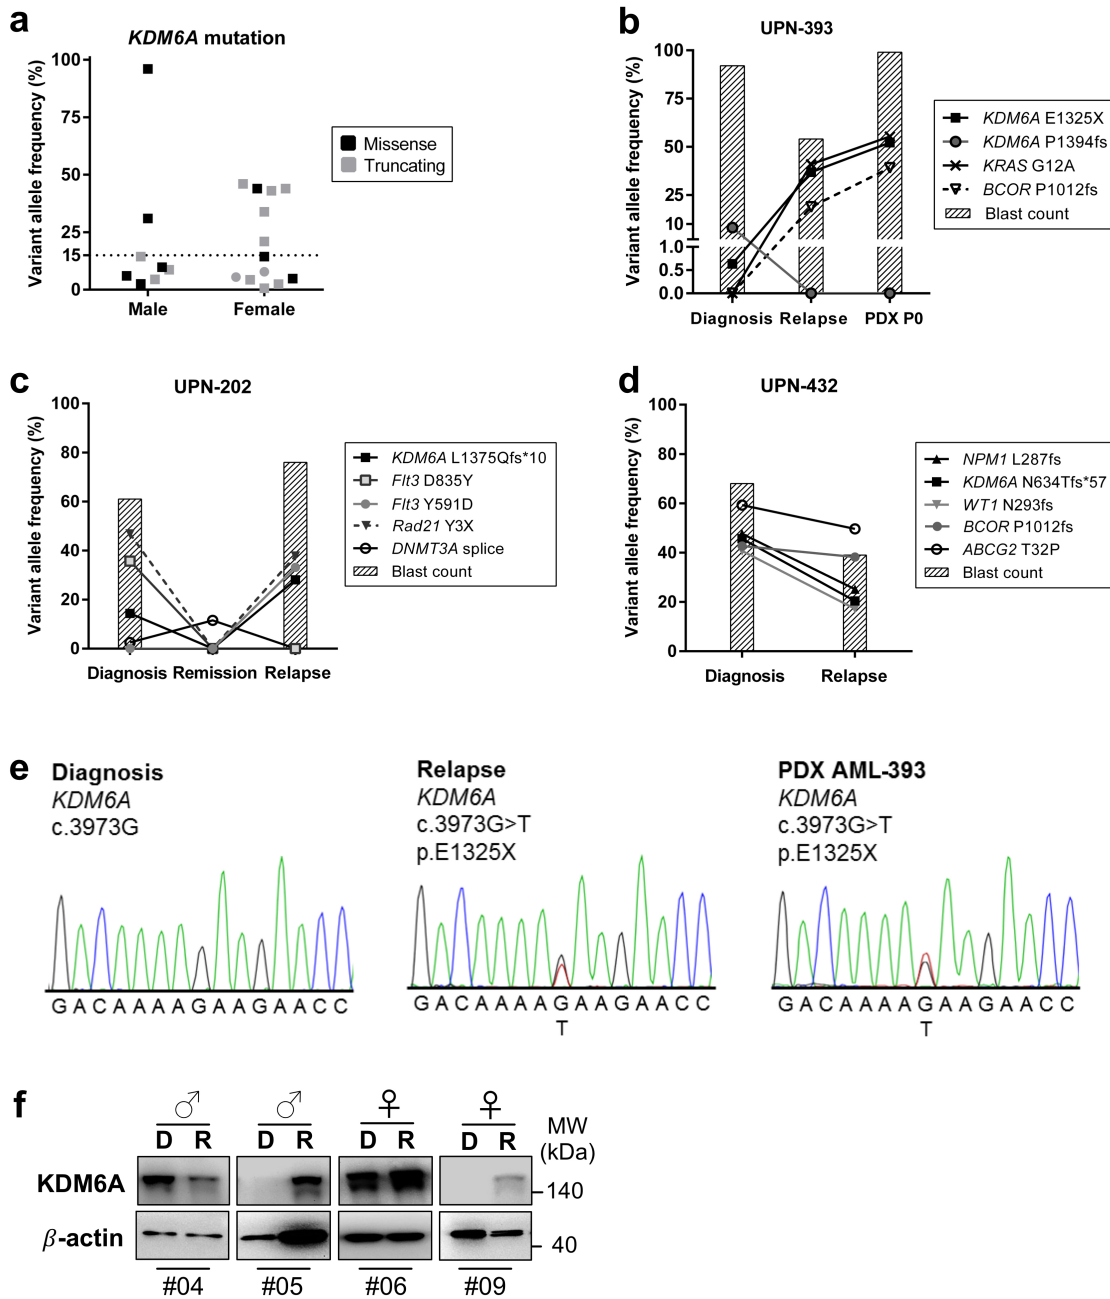 a
KDM6A mutation
Variant allele frequency (%)
100
75
50
25
15
0
Male
Female
Missense
Truncating
b
UPN-393
Variant allele frequency (%)
100
75
50
25
10
1.0
0.5
0.0
Diagnosis Relapse PDX P0
KDM6A E1325X
KDM6A P1394fs
KRAS G12A
BCOR P1012fs
Blast count
c
UPN-202
Variant allele frequency (%)
100
80
60
40
20
0
Diagnosis Remission Relapse
KDM6A L1375Qfs*10
Flt3 D835Y
Flt3 Y591D
Rad21 Y3X
DNMT3A splice
Blast count
d
UPN-432
Variant allele frequency (%)
100
80
60
40
20
0
Diagnosis Relapse
NPM1 L287fs
KDM6A N634Tfs*57
WT1 N293fs
BCOR P1012fs
ABCG2 T32P
Blast count
e
Diagnosis
KDM6A
c.3973G
GACAAAAGAAGAACC
Relapse
KDM6A
c.3973G>T
p.E1325X
GACAAAAGAAGAACC
T
PDX AML-393
KDM6A
c.3973G>T
p.E1325X
GACAAAAGAAGAACC
T
f
♂ ♂ ♀ ♀
D R D R D R D R
MW
(kDa)
KDM6A
140
β-actin
40
#04 #05 #06 #09